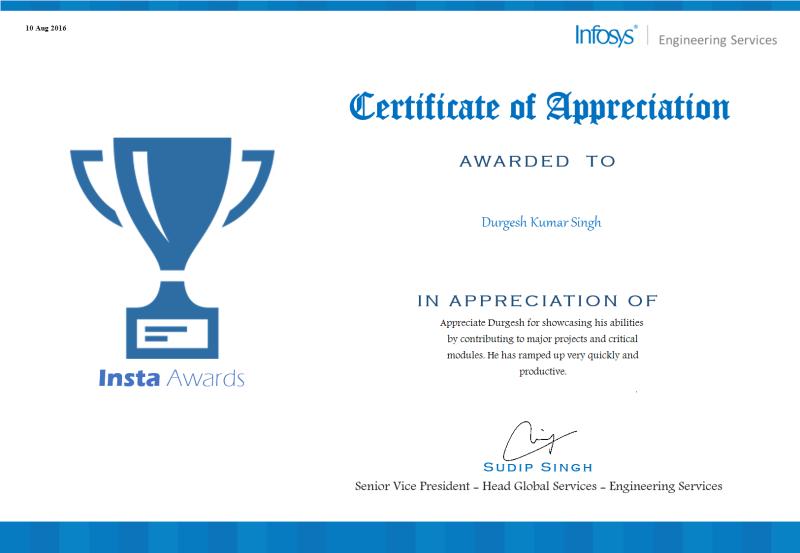 10 Aug 2016
Infosys® | Engineering Services
Certificate of Appreciation
AWARDED TO
Durgesh Kumar Singh
IN APPRECIATION OF
Appreciate Durgesh for showcasing his abilities
by contributing to major projects and critical
modules. He has ramped up very quickly and
productive.
.
Insta Awards
SUDIP SINGH
Senior Vice President - Head Global Services - Engineering Services